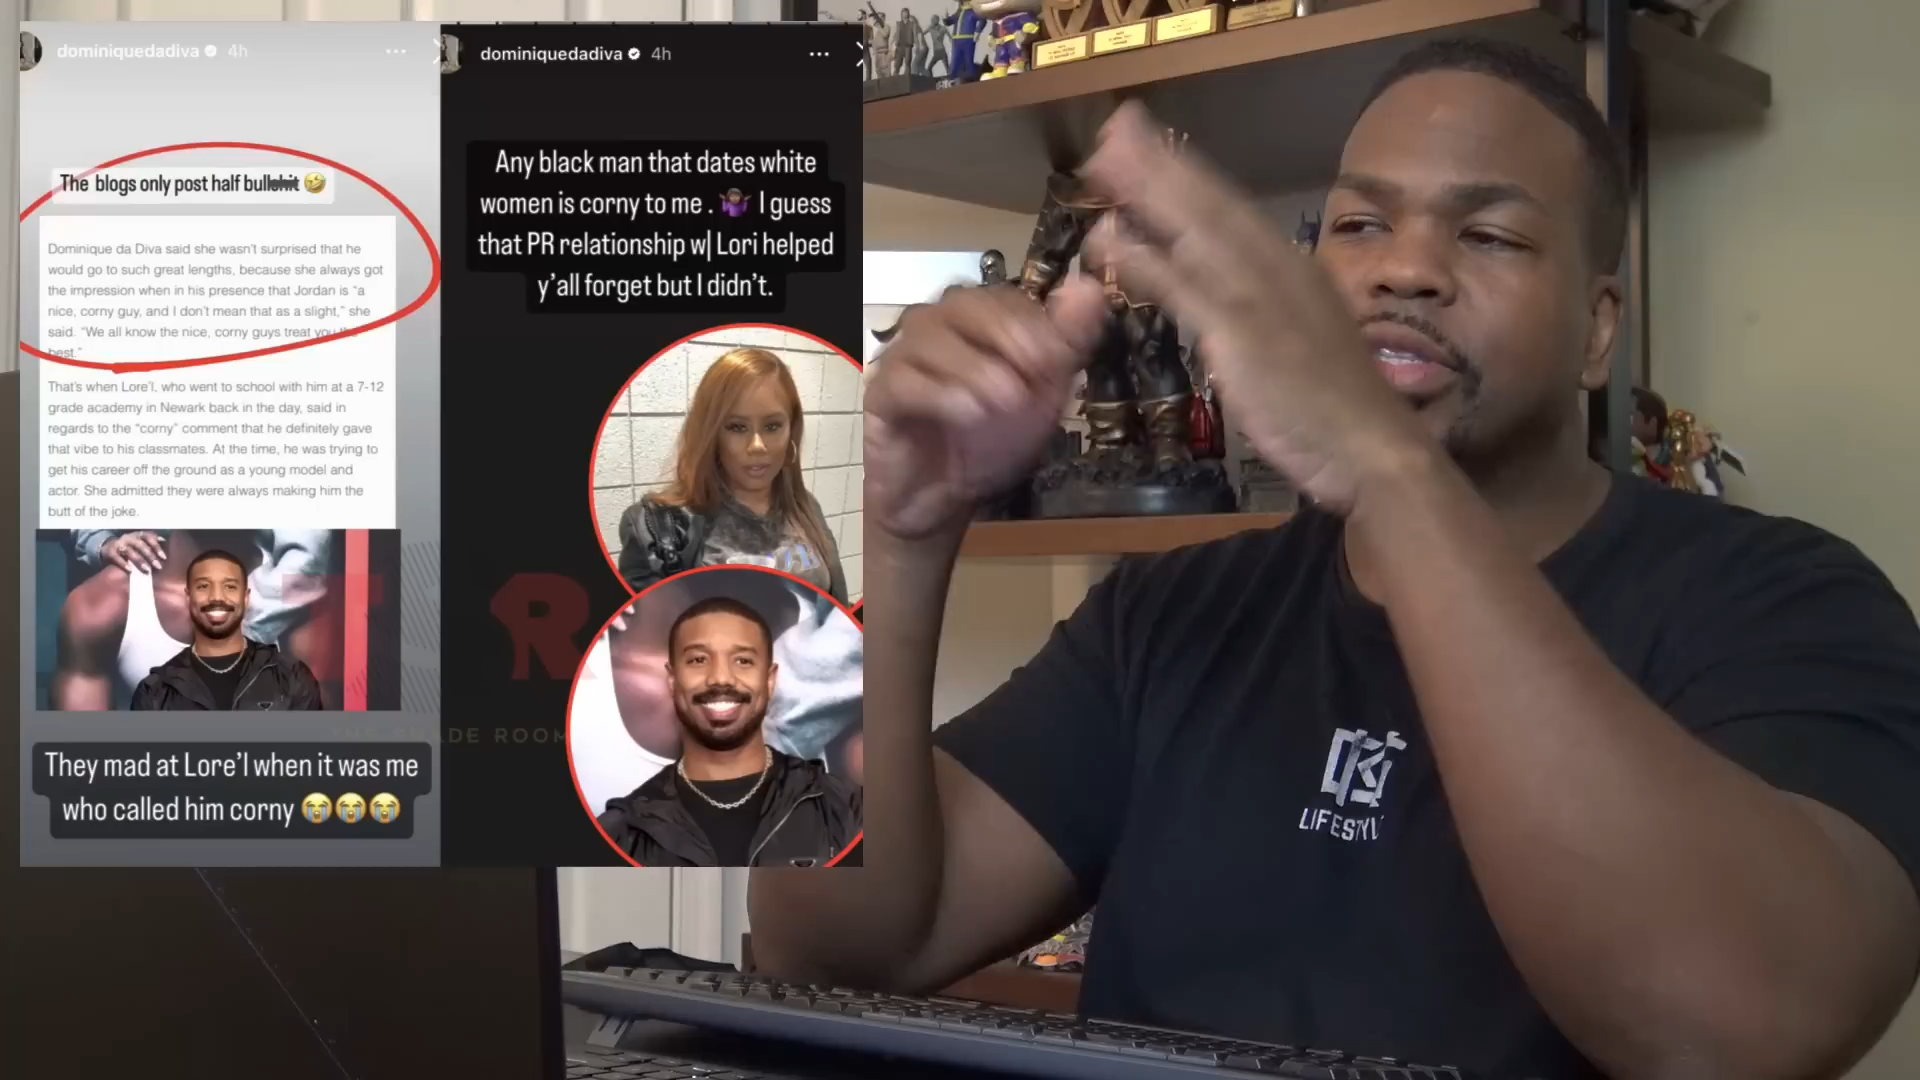 dominiquedadiva 4h
The blogs only post half bullshit 🤣
Dominique da Diva said she wasn't surprised that he
would go to such great lengths, because she always got
the impression when in his presence that Jordan is "a
nice, corny guy, and I don't mean that as a slight," she
said. "We all know the nice, corny guys treat you the
best."
That's when Lore'l, who went to school with him at a 7-12
grade academy in Newark back in the day, said in
regards to the "corny" comment that he definitely gave
that vibe to his classmates. At the time, he was trying to
get his career off the ground as a young model and
actor. She admitted they were always making him the
butt of the joke.
They mad at Lore'l when it was me
who called him corny 😭😭😭
dominiquedadiva 4h
Any black man that dates white
women is corny to me . 🤷🏾‍♀️ I guess
that PR relationship w| Lori helped
y'all forget but I didn't.
T R
THE SHADE ROOM
LIFESTYL